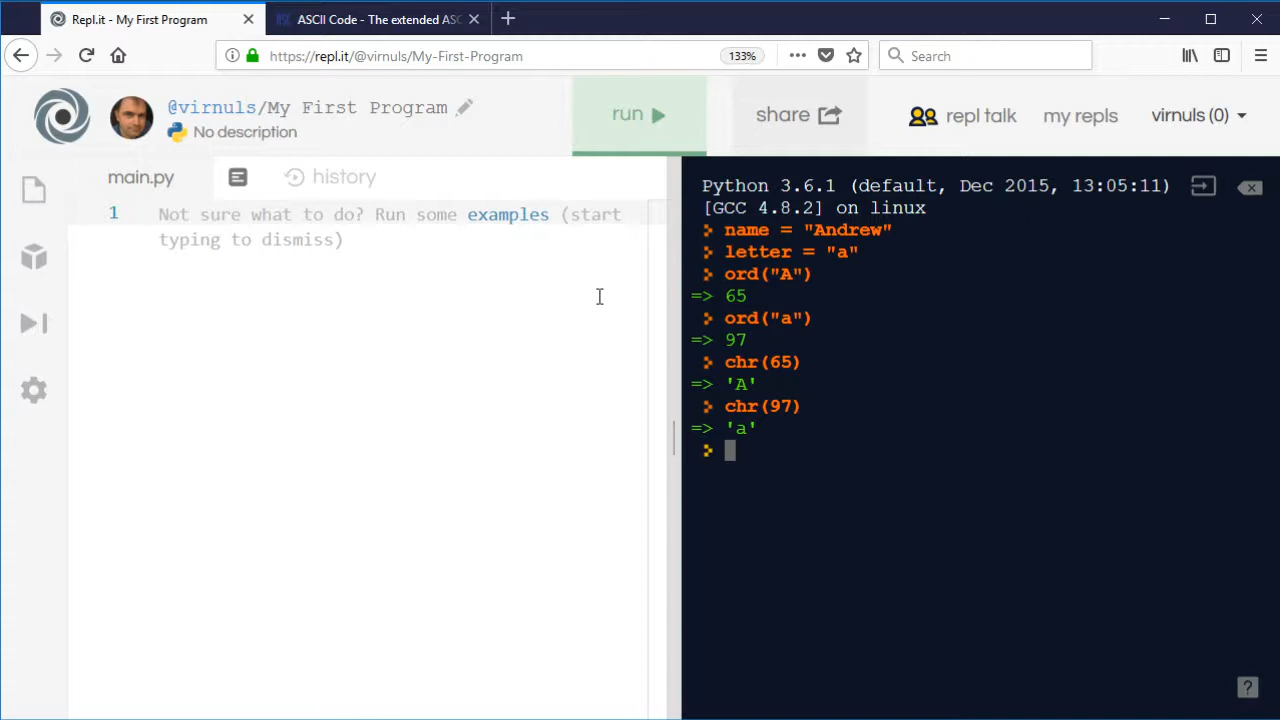 Repl.it - My First Program
ASCII Code - The extended ASC
https://repl.it/@virnuls/My-First-Program
133%
Search
@virnuls/My First Program
No description
run
share
repl talk
my repls
virnuls (0)
main.py
history
1
Not sure what to do? Run some examples (start
typing to dismiss)
Python 3.6.1 (default, Dec 2015, 13:05:11)
[GCC 4.8.2] on linux
name = "Andrew"
letter = "a"
ord("A")
=> 65
ord("a")
=> 97
chr(65)
=> 'A'
chr(97)
=> 'a'
?